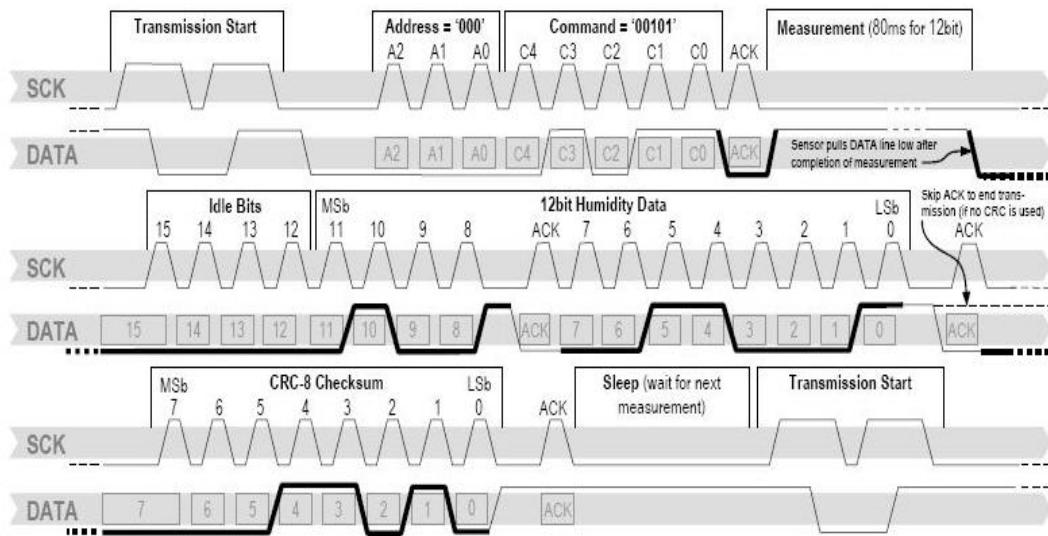 Transmission Start Address = ‘000’ Command = ‘00101’ Measurement (80ms for 12bit)
A2 A1 A0 C4 C3 C2 C1 C0 ACK
SCK
DATA A2 A1 A0 C4 C3 C2 C1 C0 ACK
Sensor pulls DATA line low after
completion of measurement
Idle Bits MSb 12bit Humidity Data LSb
Skip ACK to end trans-
mission (if no CRC is used)
15 14 13 12 11 10 9 8 ACK 7 6 5 4 3 2 1 0 ACK
SCK
DATA 15 14 13 12 11 10 9 8 ACK 7 6 5 4 3 2 1 0 ACK
MSb CRC-8 Checksum LSb Sleep (wait for next Transmission Start
measurement)
7 6 5 4 3 2 1 0 ACK
SCK
DATA 7 6 5 4 3 2 1 0 ACK